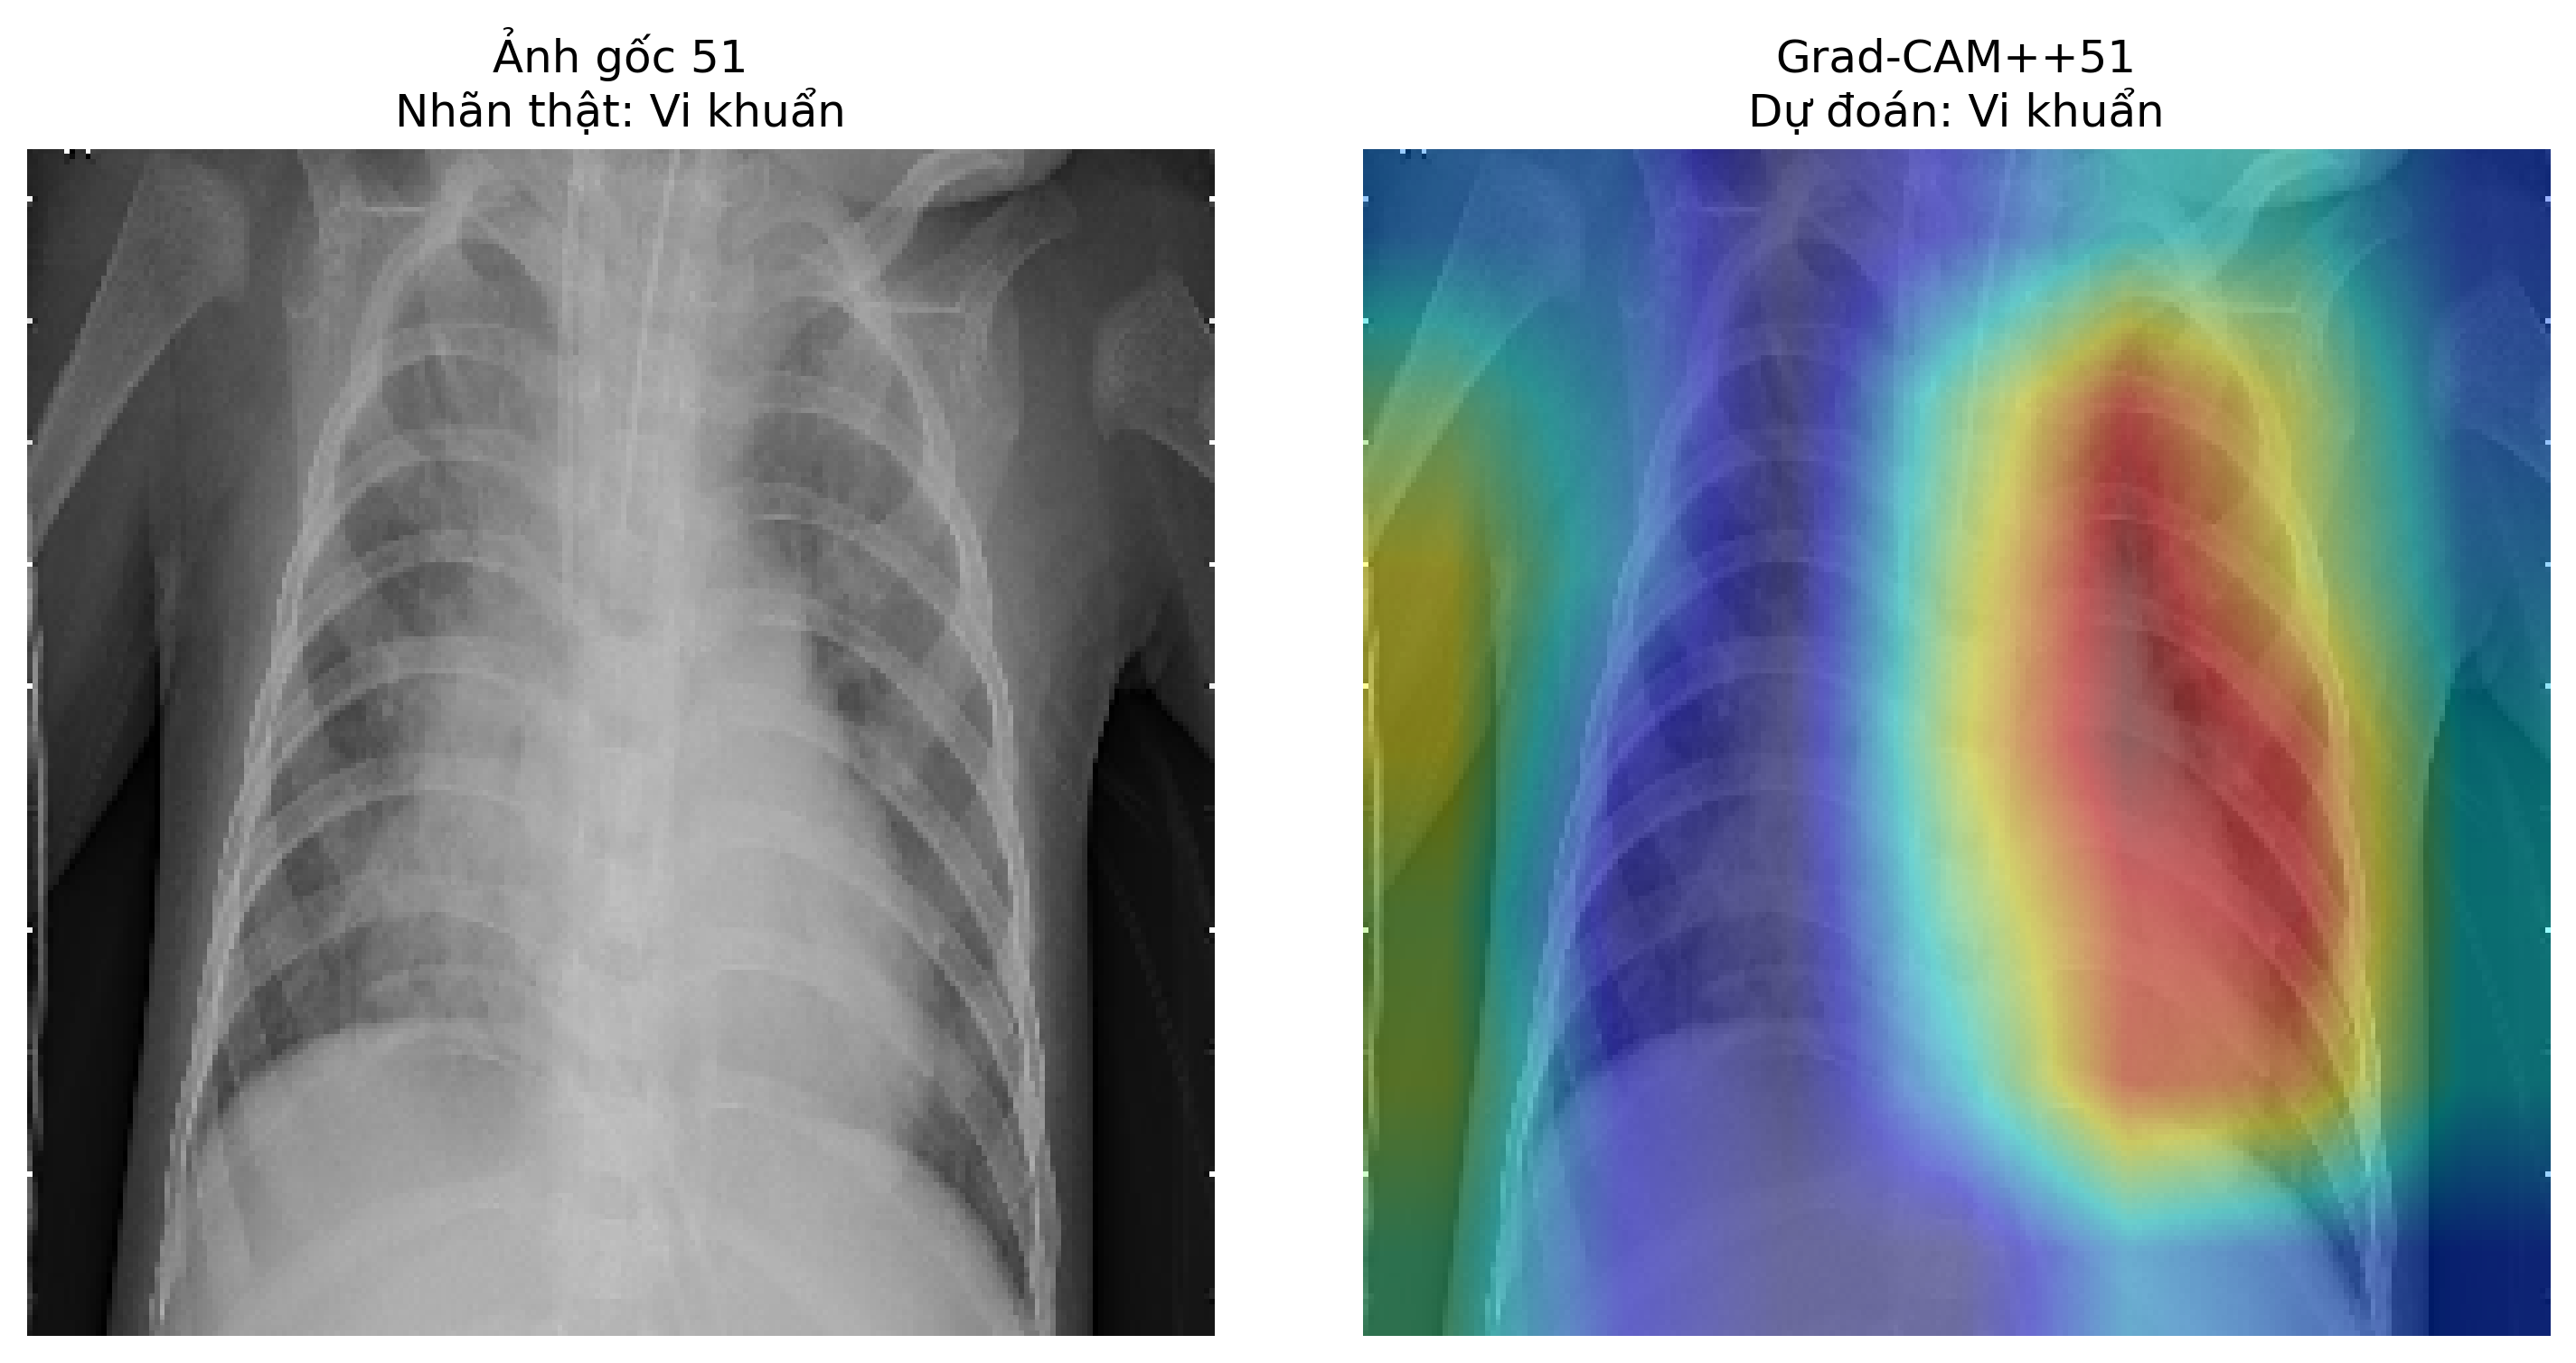 Ảnh gốc 51
Nhãn thật: Vi khuẩn
Grad-CAM++51
Dự đoán: Vi khuẩn